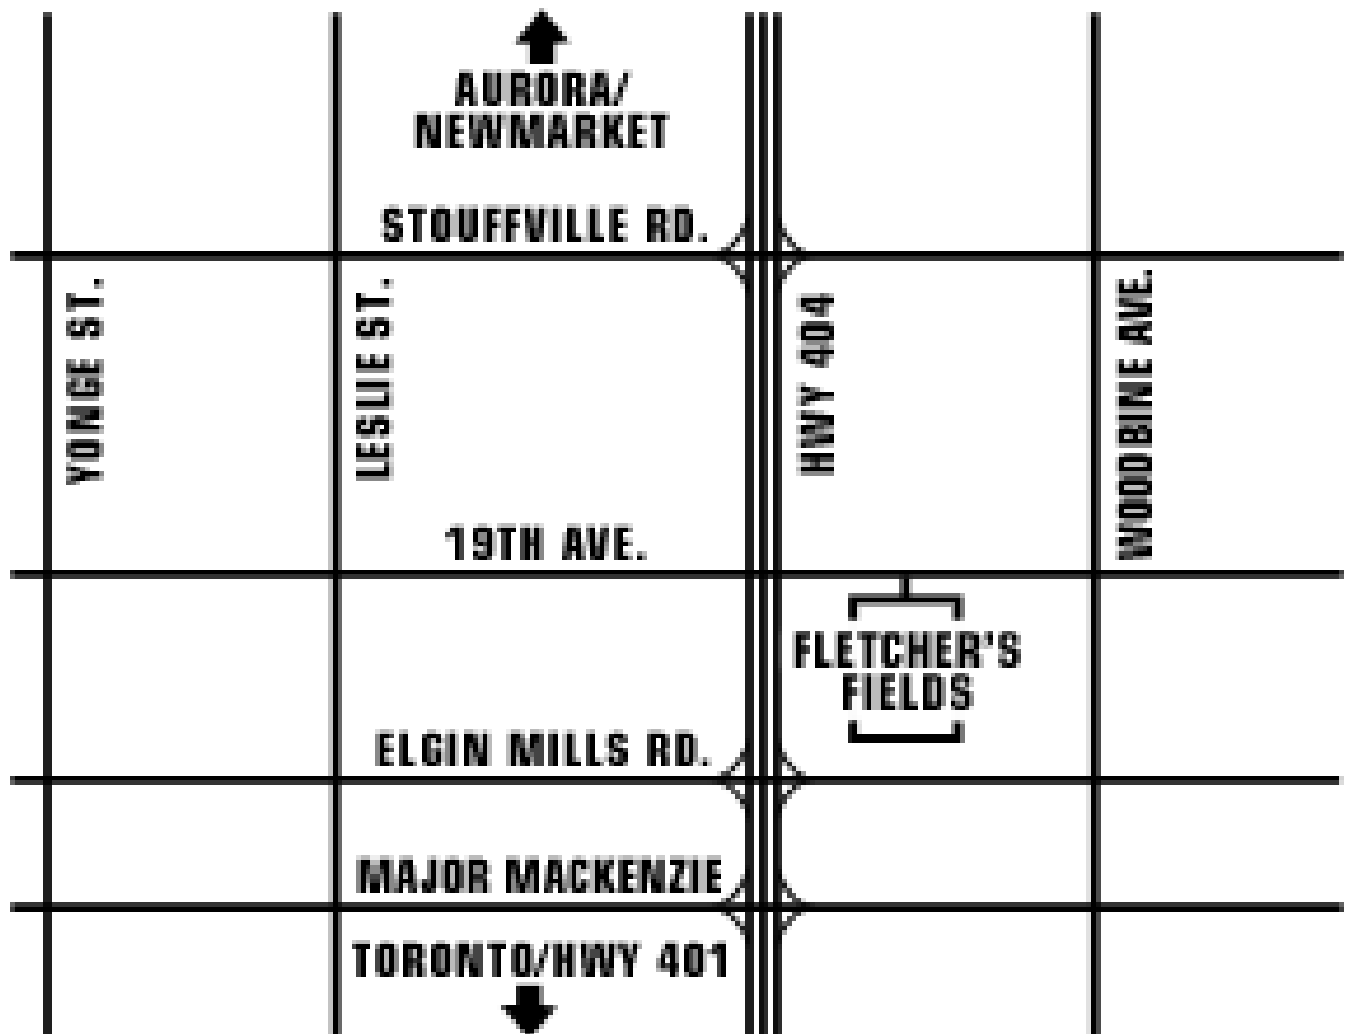 AURORA/
NEWMARKET
STOUFFVILLE RD.
YONGE ST.
LESLIE ST.
HWY 404
WOODBINE AVE.
19TH AVE.
FLETCHER'S
FIELDS
ELGIN MILLS RD.
MAJOR MACKENZIE
TORONTO/HWY 401